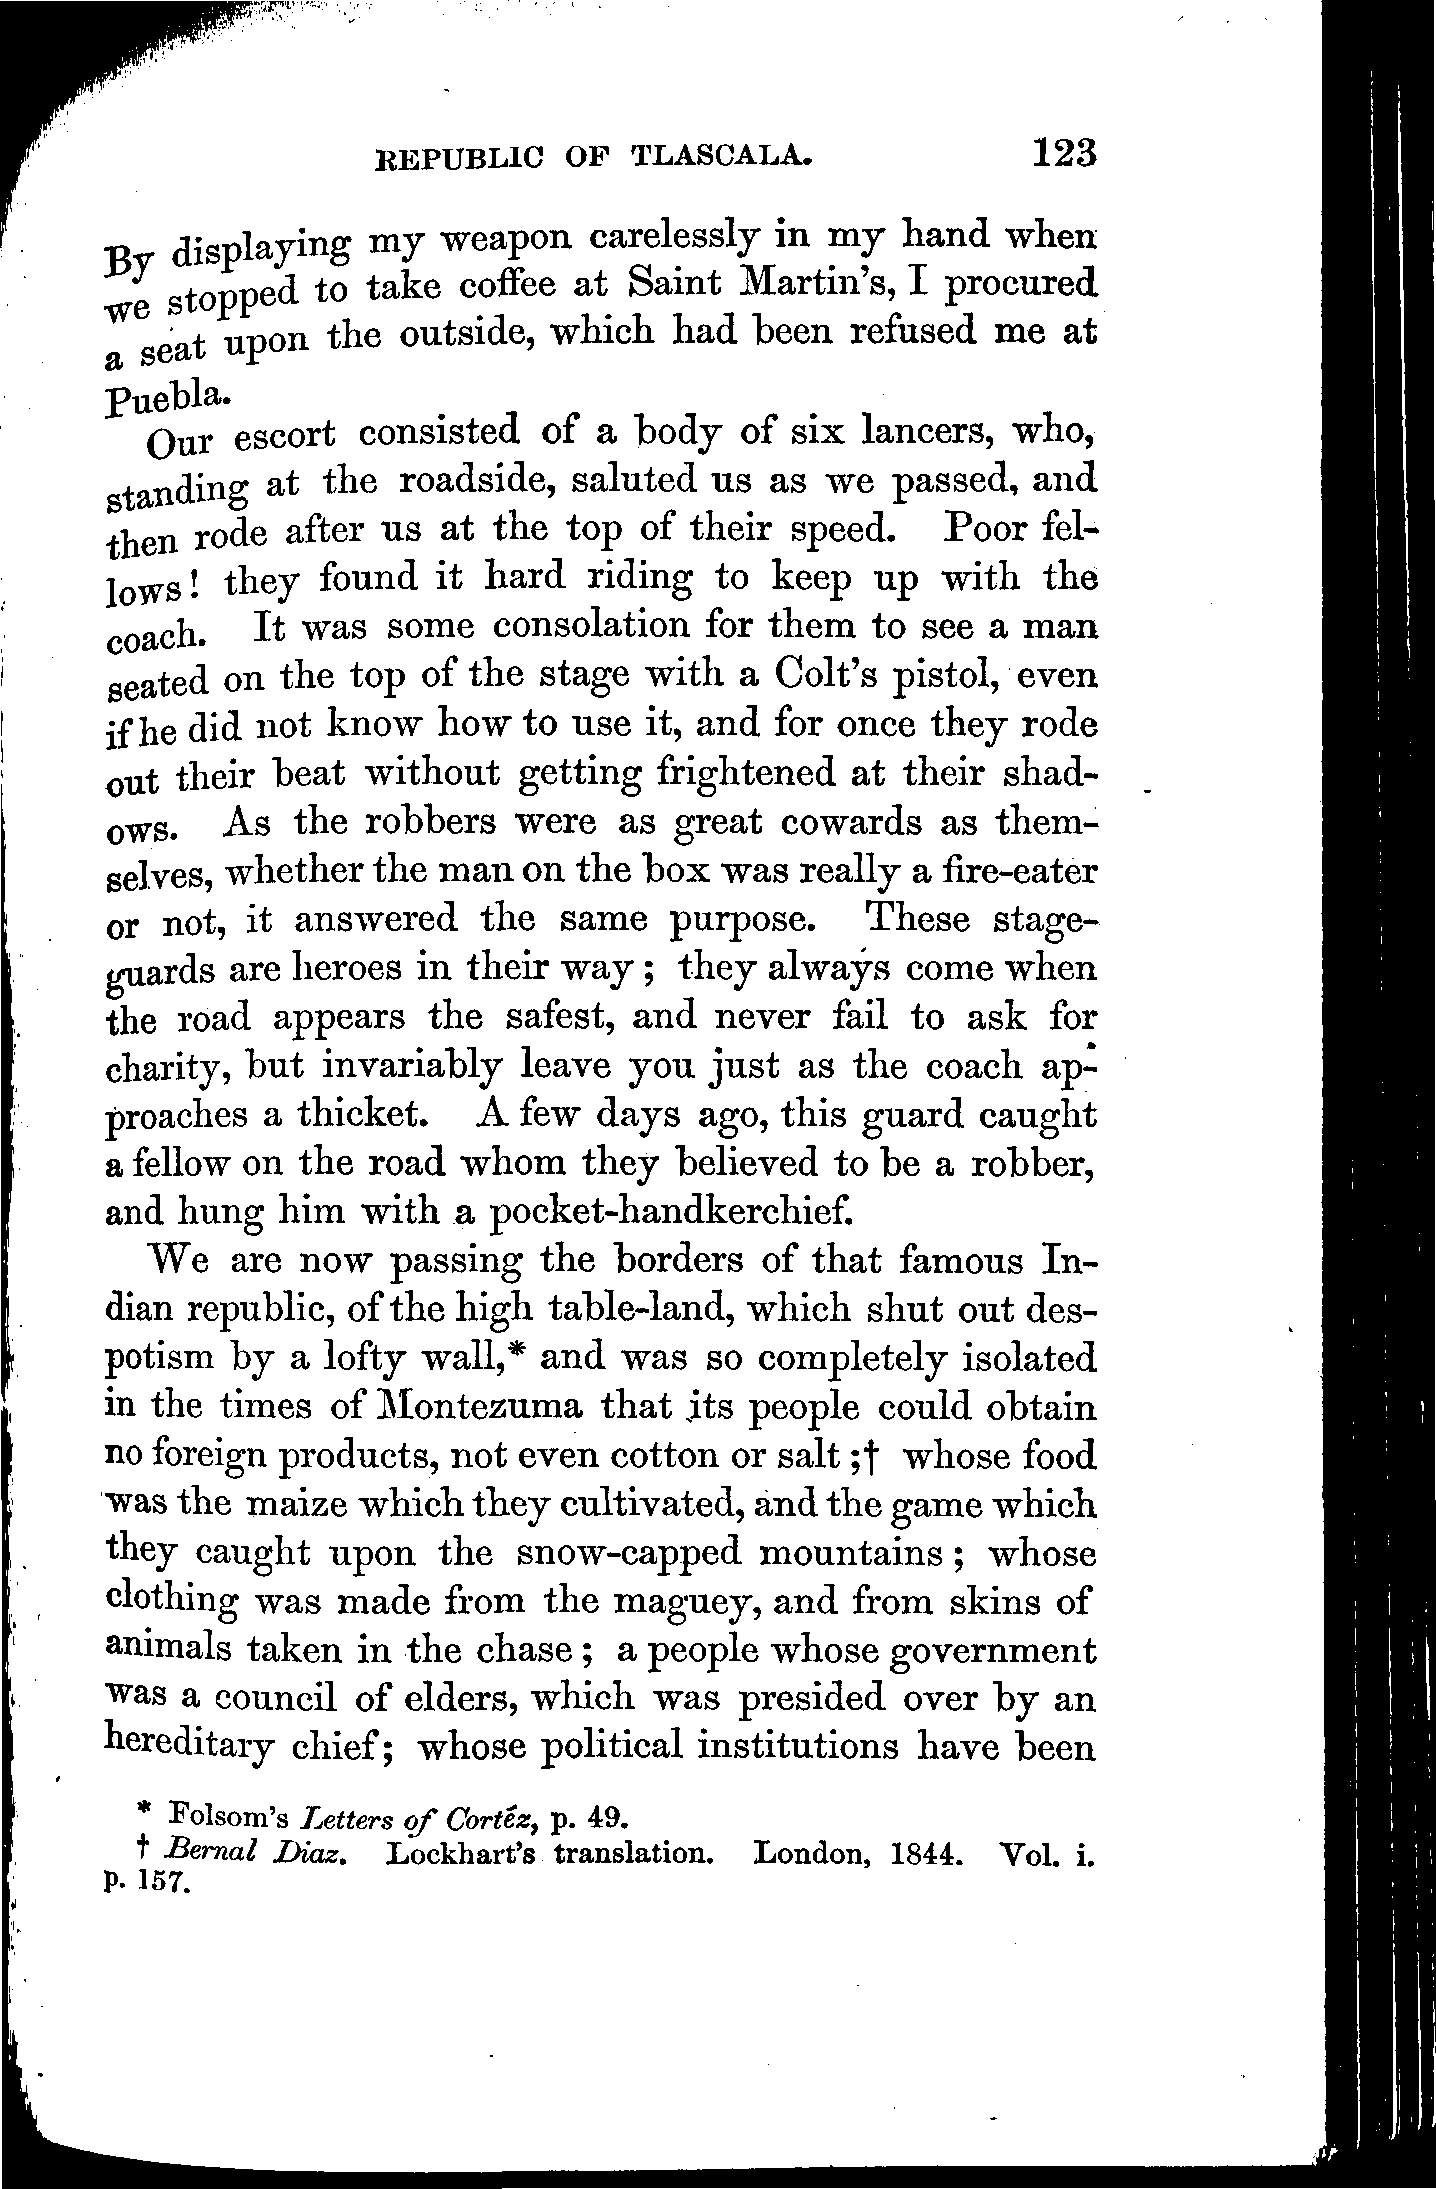 REPUBLIC OF TLASCALA. 123
By displaying my weapon carelessly in my hand when
we stopped to take coffee at Saint Martin's, I procured
a seat upon the outside, which had been refused me at
Puebla.
Our escort consisted of a body of six lancers, who,
standing at the roadside, saluted us as we passed, and
then rode after us at the top of their speed. Poor fel-
lows! they found it hard riding to keep up with the
coach. It was some consolation for them to see a man
seated on the top of the stage with a Colt's pistol, even
if he did not know how to use it, and for once they rode
out their beat without getting frightened at their shad-
ows. As the robbers were as great cowards as them-
selves, whether the man on the box was really a fire-eater
or not, it answered the same purpose. These stage-
guards are heroes in their way; they always come when
the road appears the safest, and never fail to ask for
charity, but invariably leave you just as the coach ap-
proaches a thicket. A few days ago, this guard caught
a fellow on the road whom they believed to be a robber,
and hung him with a pocket-handkerchief.
We are now passing the borders of that famous In-
dian republic, of the high table-land, which shut out des-
potism by a lofty wall,* and was so completely isolated
in the times of Montezuma that its people could obtain
no foreign products, not even cotton or salt;† whose food
was the maize which they cultivated, and the game which
they caught upon the snow-capped mountains; whose
clothing was made from the maguey, and from skins of
animals taken in the chase; a people whose government
was a council of elders, which was presided over by an
hereditary chief; whose political institutions have been
* Folsom's Letters of Cortéz, p. 49.
† Bernal Diaz. Lockhart's translation. London, 1844. Vol. i.
p. 157.